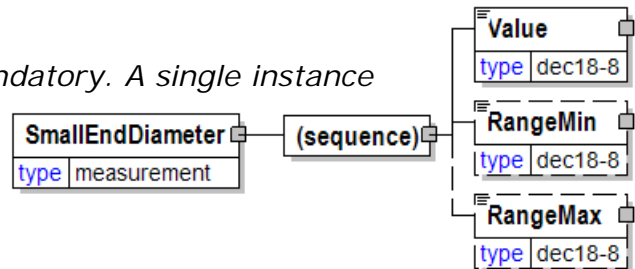 Value
type dec18-8
ndatory. A single instance
SmallEndDiameter
type measurement
(sequence)
RangeMin
type dec18-8
RangeMax
type dec18-8